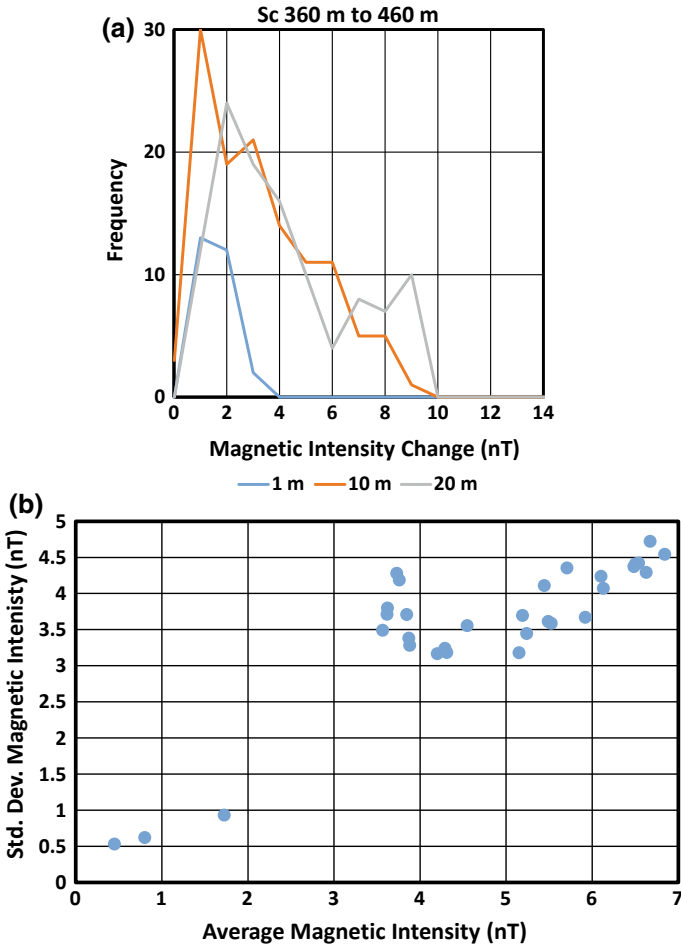 Sc 360 m to 460 m
(a)
30
20
10
0
Frequency
0 2 4 6 8 10 12 14
Magnetic Intensity Change (nT)
1 m 10 m 20 m
(b)
5
4.5
4
3.5
3
2.5
2
1.5
1
0.5
0
Std. Dev. Magnetic Intenisty (nT)
0 1 2 3 4 5 6 7
Average Magnetic Intensity (nT)